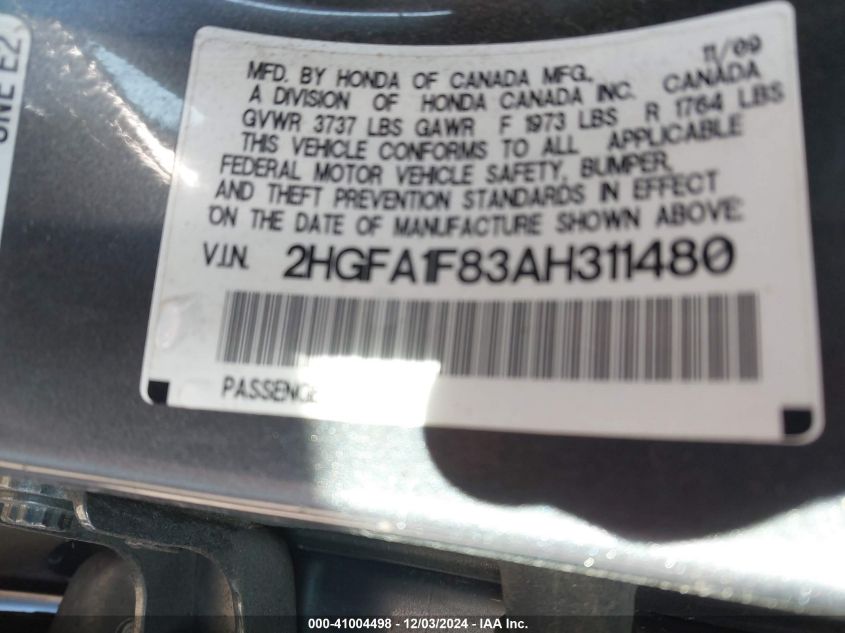 11/09
MFD. BY HONDA OF CANADA MFG.,
A DIVISION OF HONDA CANADA INC. CANADA
GVWR 3737 LBS GAWR F 1973 LBS R 1764 LBS
THIS VEHICLE CONFORMS TO ALL APPLICABLE
FEDERAL MOTOR VEHICLE SAFETY, BUMPER,
AND THEFT PREVENTION STANDARDS IN EFFECT
ON THE DATE OF MANUFACTURE SHOWN ABOVE.
V.I.N. 2HGFA1F83AH311480
000-41004498 - 12/03/2024 - IAA Inc.